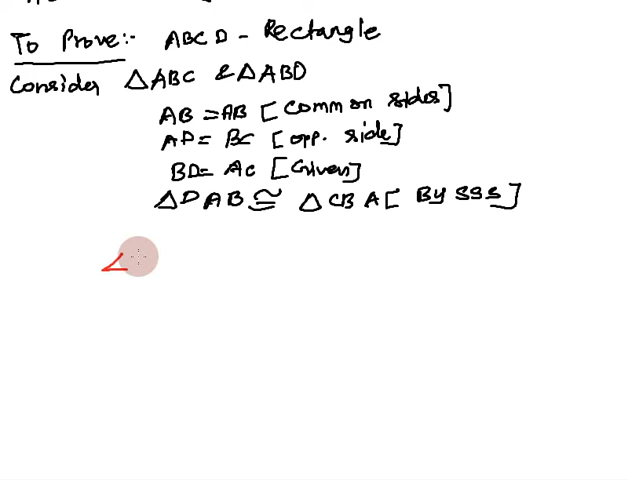 To Prove:- ABCD - Rectangle
Consider △ABC & △ABD
AB = AB [Common sides]
AD = BC [opp. side]
BD = AC [Given]
△DAB ≅ △CBA [By SSS]
∠